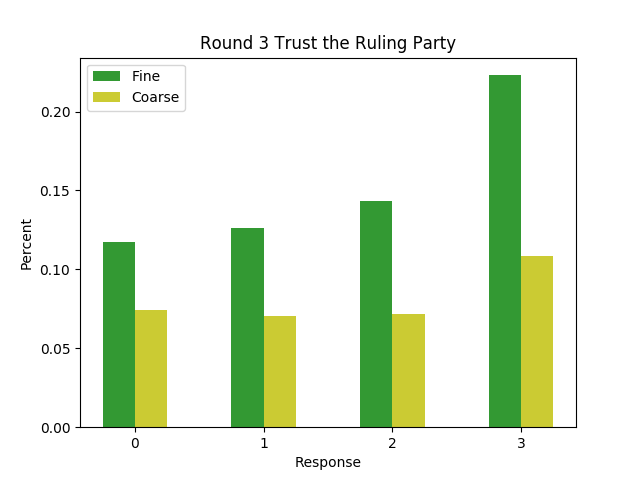 Round 3 Trust the Ruling Party
Fine
Coarse
0.20
0.15
0.10
0.05
0.00
Percent
0 1 2 3
Response